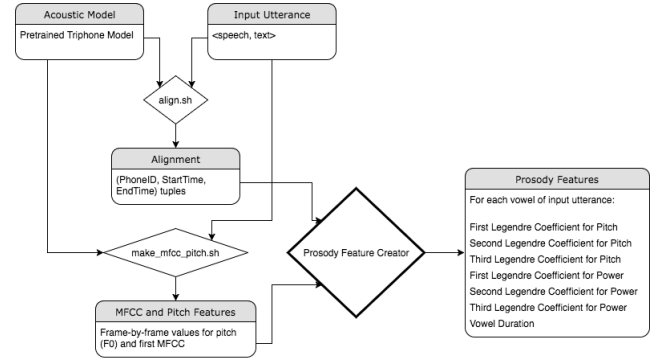 Acoustic Model
Pretrained Triphone Model
Input Utterance
<speech, text>
align.sh
Alignment
(PhoneID, StartTime,
EndTime) tuples
make_mfcc_pitch.sh
MFCC and Pitch Features
Frame-by-frame values for pitch
(F0) and first MFCC
Prosody Feature Creator
Prosody Features
For each vowel of input utterance:
First Legendre Coefficient for Pitch
Second Legendre Coefficient for Pitch
Third Legendre Coefficient for Pitch
First Legendre Coefficient for Power
Second Legendre Coefficient for Power
Third Legendre Coefficient for Power
Vowel Duration